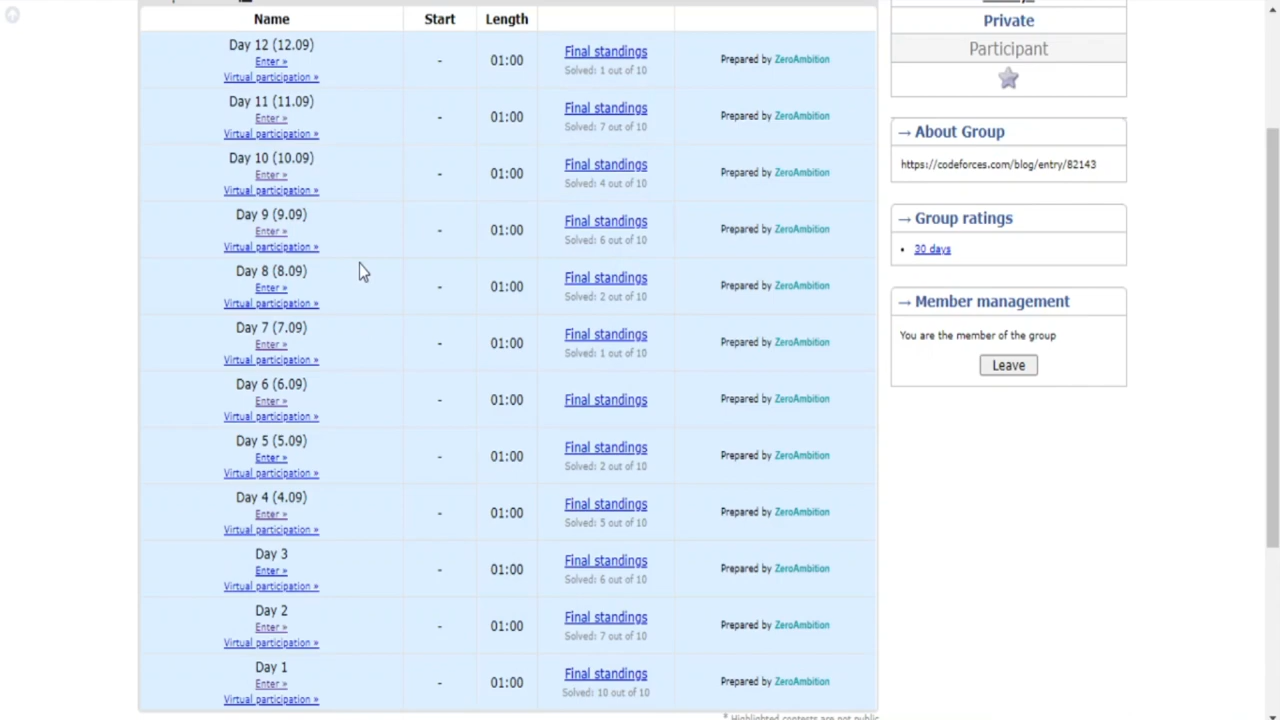 Name Start Length
Day 12 (12.09)
Enter »
Virtual participation »
- 01:00
Final standings
Solved: 1 out of 10
Prepared by ZeroAmbition
Day 11 (11.09)
Enter »
Virtual participation »
- 01:00
Final standings
Solved: 7 out of 10
Prepared by ZeroAmbition
Day 10 (10.09)
Enter »
Virtual participation »
- 01:00
Final standings
Solved: 4 out of 10
Prepared by ZeroAmbition
Day 9 (9.09)
Enter »
Virtual participation »
- 01:00
Final standings
Solved: 6 out of 10
Prepared by ZeroAmbition
Day 8 (8.09)
Enter »
Virtual participation »
- 01:00
Final standings
Solved: 2 out of 10
Prepared by ZeroAmbition
Day 7 (7.09)
Enter »
Virtual participation »
- 01:00
Final standings
Solved: 1 out of 10
Prepared by ZeroAmbition
Day 6 (6.09)
Enter »
Virtual participation »
- 01:00
Final standings
Prepared by ZeroAmbition
Day 5 (5.09)
Enter »
Virtual participation »
- 01:00
Final standings
Solved: 2 out of 10
Prepared by ZeroAmbition
Day 4 (4.09)
Enter »
Virtual participation »
- 01:00
Final standings
Solved: 5 out of 10
Prepared by ZeroAmbition
Day 3
Enter »
Virtual participation »
- 01:00
Final standings
Solved: 6 out of 10
Prepared by ZeroAmbition
Day 2
Enter »
Virtual participation »
- 01:00
Final standings
Solved: 7 out of 10
Prepared by ZeroAmbition
Day 1
Enter »
Virtual participation »
- 01:00
Final standings
Solved: 10 out of 10
Prepared by ZeroAmbition
* Highlighted contests are not public
Private
Participant
→ About Group
https://codeforces.com/blog/entry/82143
→ Group ratings
• 30 days
→ Member management
You are the member of the group
Leave